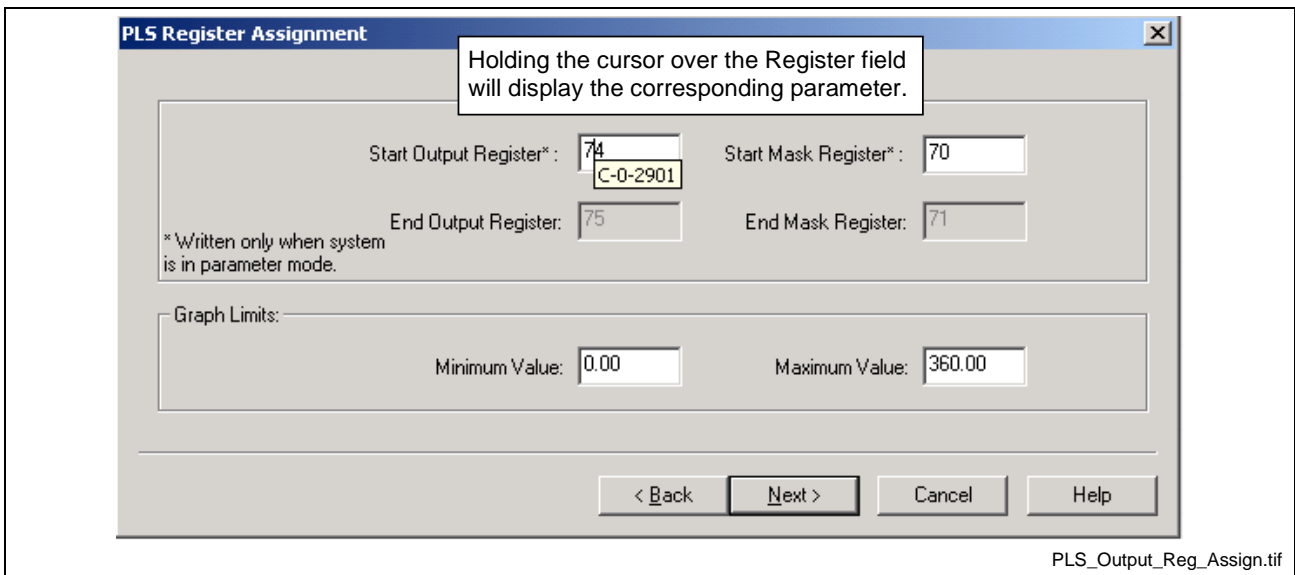 PLS Register Assignment
Holding the cursor over the Register field
will display the corresponding parameter.
Start Output Register* : 74 Start Mask Register* : 70
C-0-2901
End Output Register: 75 End Mask Register: 71
* Written only when system
is in parameter mode.
Graph Limits:
Minimum Value: 0.00 Maximum Value: 360.00
< Back Next > Cancel Help
PLS_Output_Reg_Assign.tif